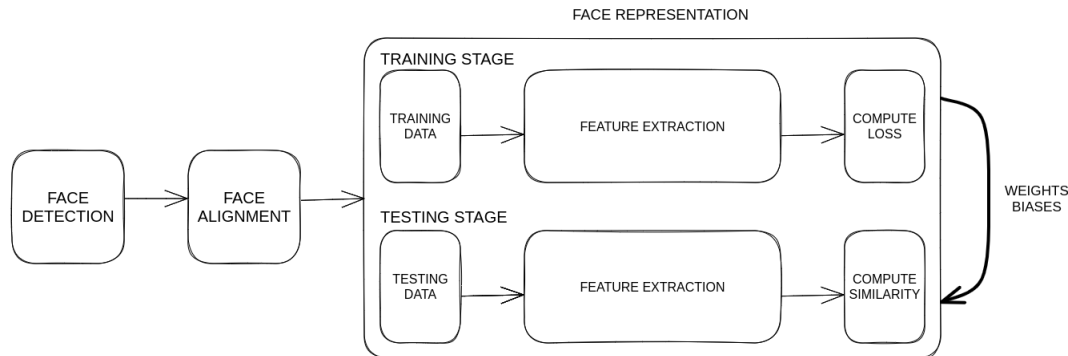 FACE REPRESENTATION
TRAINING STAGE
TRAINING
DATA
FEATURE EXTRACTION
COMPUTE
LOSS
FACE
DETECTION
FACE
ALIGNMENT
WEIGHTS
BIASES
TESTING STAGE
TESTING
DATA
FEATURE EXTRACTION
COMPUTE
SIMILARITY